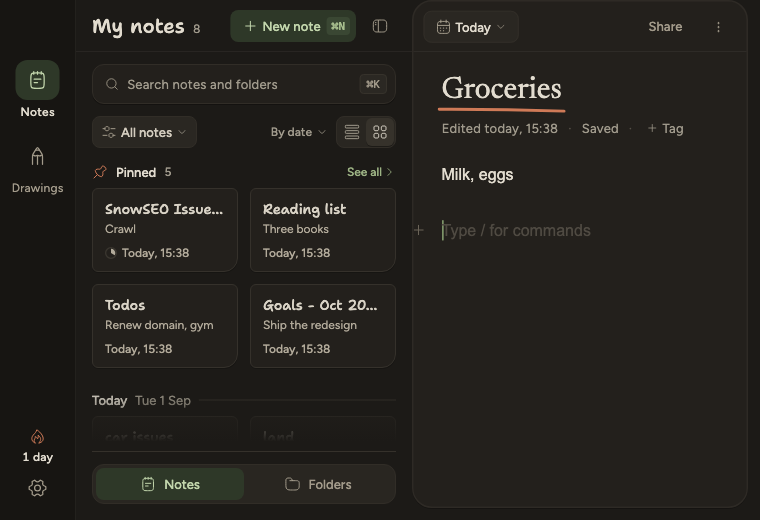 My notes 8
+ New note ⌘N
Search notes and folders ⌘K
All notes
By date
Pinned 5
See all
SnowSEO Issue...
Crawl
Today, 15:38
Reading list
Three books
Today, 15:38
Todos
Renew domain, gym
Today, 15:38
Goals - Oct 20...
Ship the redesign
Today, 15:38
Today Tue 1 Sep
car issues
Notes
Folders
Notes
Drawings
1 day
Today
Share
Groceries
Edited today, 15:38 · Saved · + Tag
Milk, eggs
Type / for commands